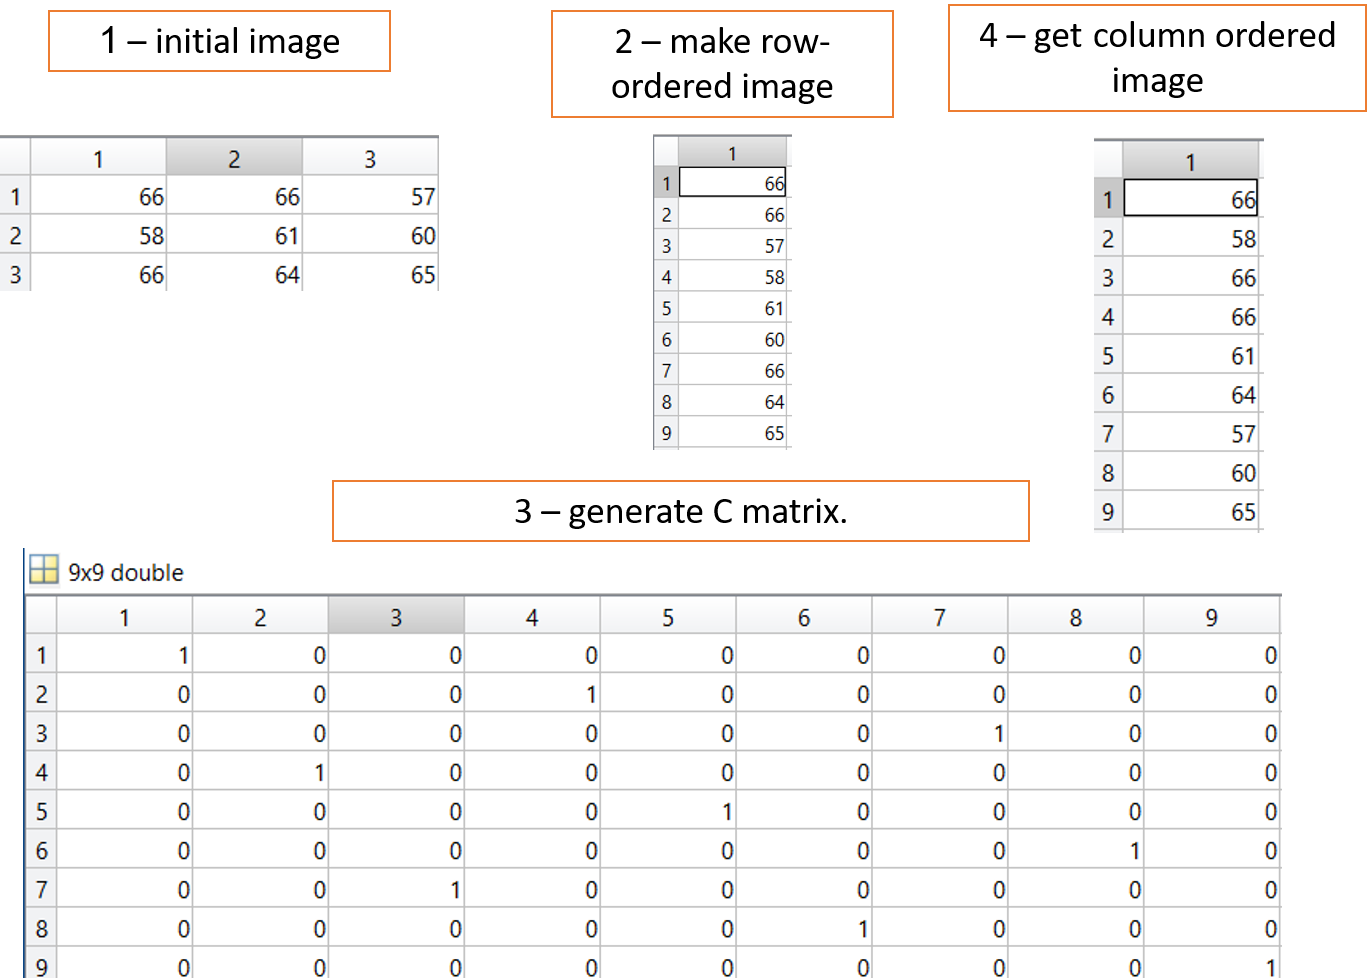 1 – initial image
2 – make row-
ordered image
4 – get column ordered
image
1 2 3
1 66 66 57
2 58 61 60
3 66 64 65
1
1 66
2 66
3 57
4 58
5 61
6 60
7 66
8 64
9 65
1
1 66
2 58
3 66
4 66
5 61
6 64
7 57
8 60
9 65
3 – generate C matrix.
9x9 double
1 2 3 4 5 6 7 8 9
1 1 0 0 0 0 0 0 0 0
2 0 0 0 1 0 0 0 0 0
3 0 0 0 0 0 0 1 0 0
4 0 1 0 0 0 0 0 0 0
5 0 0 0 0 1 0 0 0 0
6 0 0 0 0 0 0 0 1 0
7 0 0 1 0 0 0 0 0 0
8 0 0 0 0 0 1 0 0 0
9 0 0 0 0 0 0 0 0 1